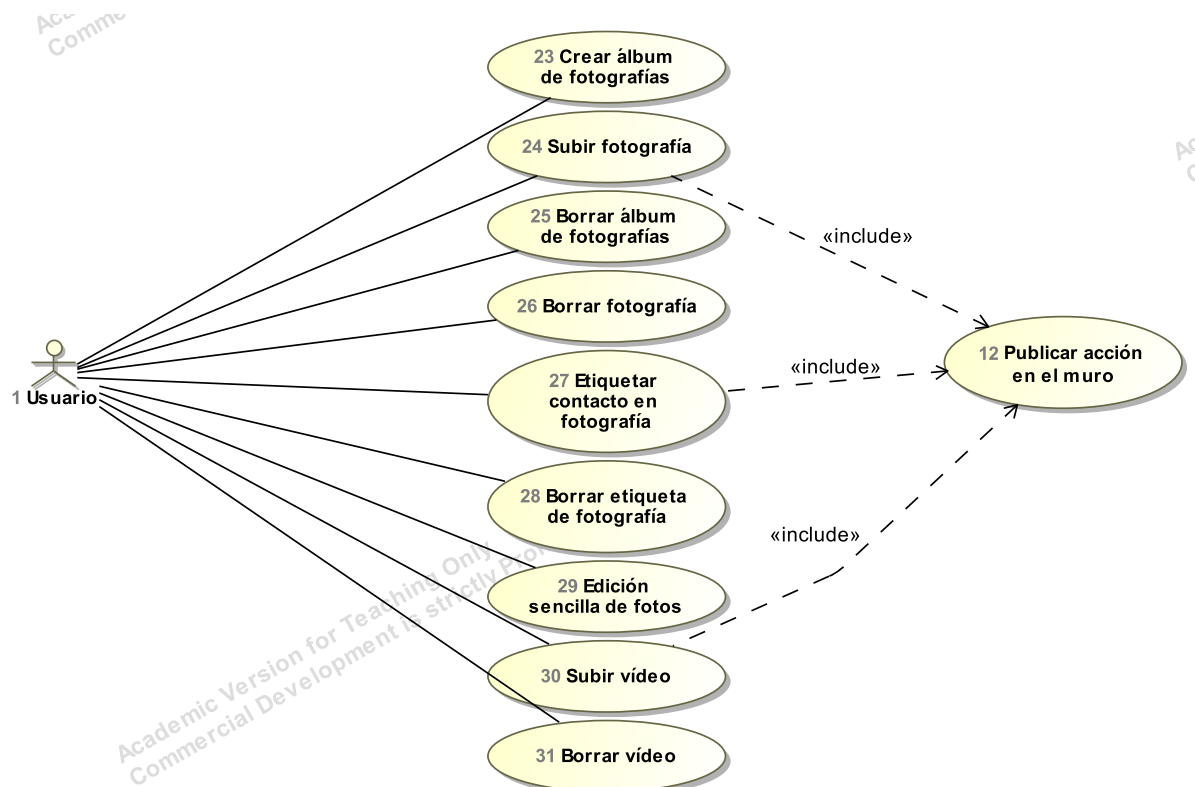 23 Crear álbum
de fotografías
24 Subir fotografía
25 Borrar álbum
de fotografías
«include»
26 Borrar fotografía
12 Publicar acción
en el muro
«include»
27 Etiquetar
contacto en
fotografía
1 Usuario
28 Borrar etiqueta
de fotografía
«include»
29 Edición
sencilla de fotos
30 Subir vídeo
31 Borrar vídeo
Academic Version for Teaching Only
Commercial Development is strictly